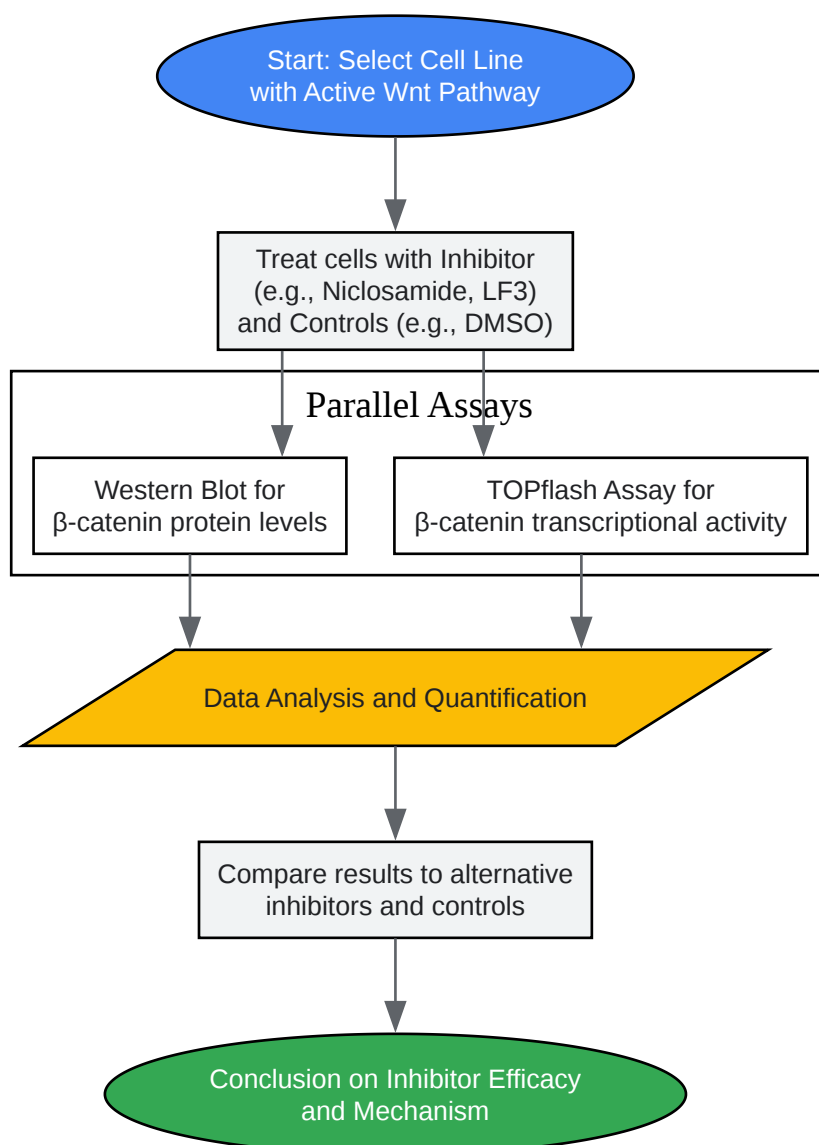 Start: Select Cell Line
with Active Wnt Pathway
Treat cells with Inhibitor
(e.g., Niclosamide, LF3)
and Controls (e.g., DMSO)
Parallel Assays
Western Blot for
β-catenin protein levels
TOPflash Assay for
β-catenin transcriptional activity
Data Analysis and Quantification
Compare results to alternative
inhibitors and controls
Conclusion on Inhibitor Efficacy
and Mechanism